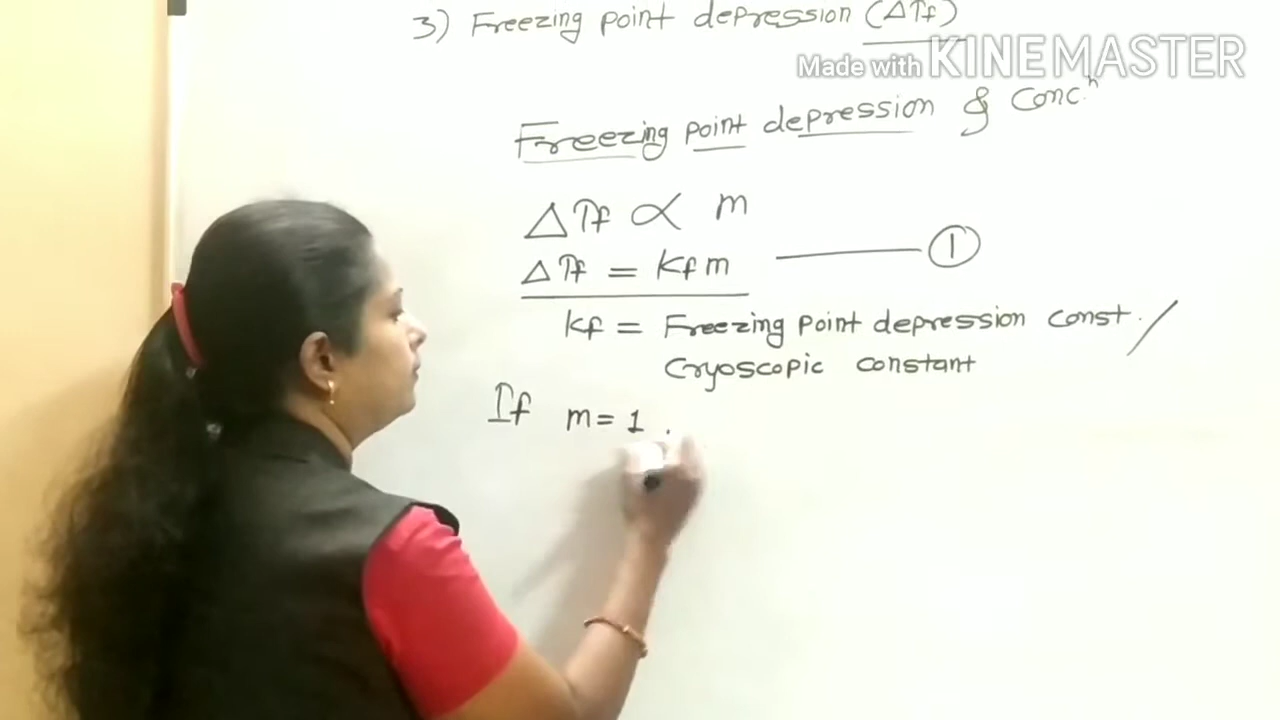 3) Freezing point depression (ΔTf)
Made with KINEMASTER
Freezing point depression & Concⁿ
ΔTf ∝ m
ΔTf = Kf m ——— ①
Kf = Freezing point depression const. /
Cryoscopic constant
If m = 1 .